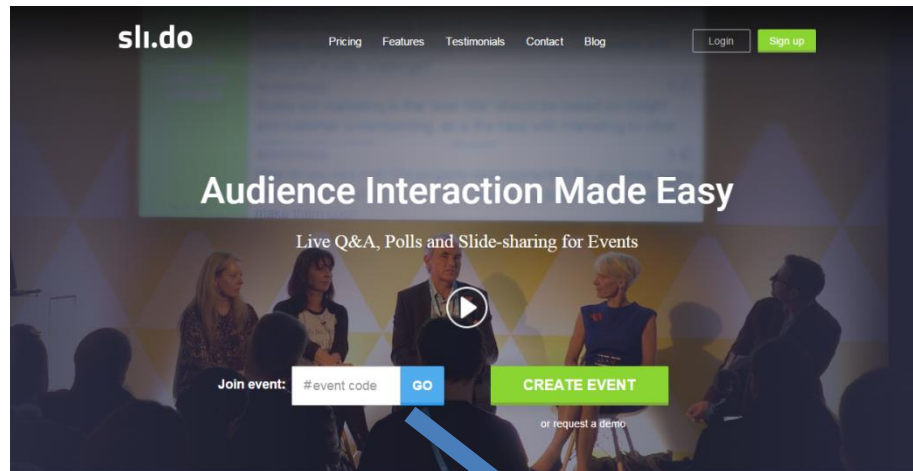 sli.do
Pricing Features Testimonials Contact Blog Login Sign up
Audience Interaction Made Easy
Live Q&A, Polls and Slide-sharing for Events
Join event: #event code GO CREATE EVENT
or request a demo